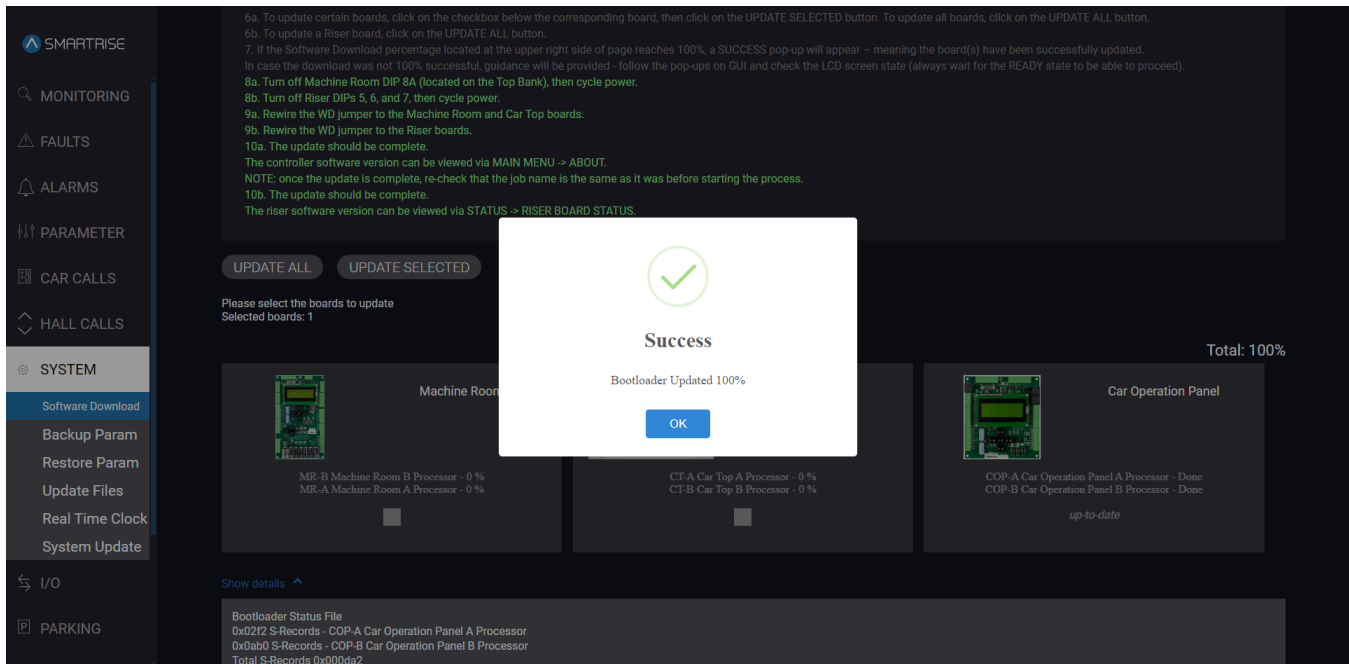 6a. To update certain boards, click on the checkbox below the corresponding board, then click on the UPDATE SELECTED button. To update all boards, click on the UPDATE ALL button.
6b. To update a Riser board, click on the UPDATE ALL button.
7. If the Software Download percentage located at the upper right side of page reaches 100%, a SUCCESS pop-up will appear – meaning the board(s) have been successfully updated.
In case the download was not 100% successful, guidance will be provided - follow the pop-ups on GUI and check the LCD screen state (always wait for the READY state to be able to proceed).
8a. Turn off Machine Room DIP 8A (located on the Top Bank), then cycle power.
8b. Turn off Riser DIPs 5, 6, and 7, then cycle power.
9a. Rewire the WD jumper to the Machine Room and Car Top boards.
9b. Rewire the WD jumper to the Riser boards.
10a. The update should be complete.
The controller software version can be viewed via MAIN MENU -> ABOUT.
NOTE: once the update is complete, re-check that the job name is the same as it was before starting the process.
10b. The update should be complete.
The riser software version can be viewed via STATUS -> RISER BOARD STATUS.
SMARTRISE
MONITORING
FAULTS
ALARMS
PARAMETER
CAR CALLS
HALL CALLS
SYSTEM
Software Download
Backup Param
Restore Param
Update Files
Real Time Clock
System Update
I/O
P PARKING
UPDATE ALL UPDATE SELECTED
Please select the boards to update
Selected boards: 1
Total: 100%
Success
Bootloader Updated 100%
OK
Machine Room
MR-B Machine Room B Processor - 0 %
MR-A Machine Room A Processor - 0 %
CT-A Car Top A Processor - 0 %
CT-B Car Top B Processor - 0 %
Car Operation Panel
COP-A Car Operation Panel A Processor - Done
COP-B Car Operation Panel B Processor - Done
up-to-date
Show details
Bootloader Status File
0x02f2 S-Records - COP-A Car Operation Panel A Processor
0x0ab0 S-Records - COP-B Car Operation Panel B Processor
Total S-Records 0x000da2